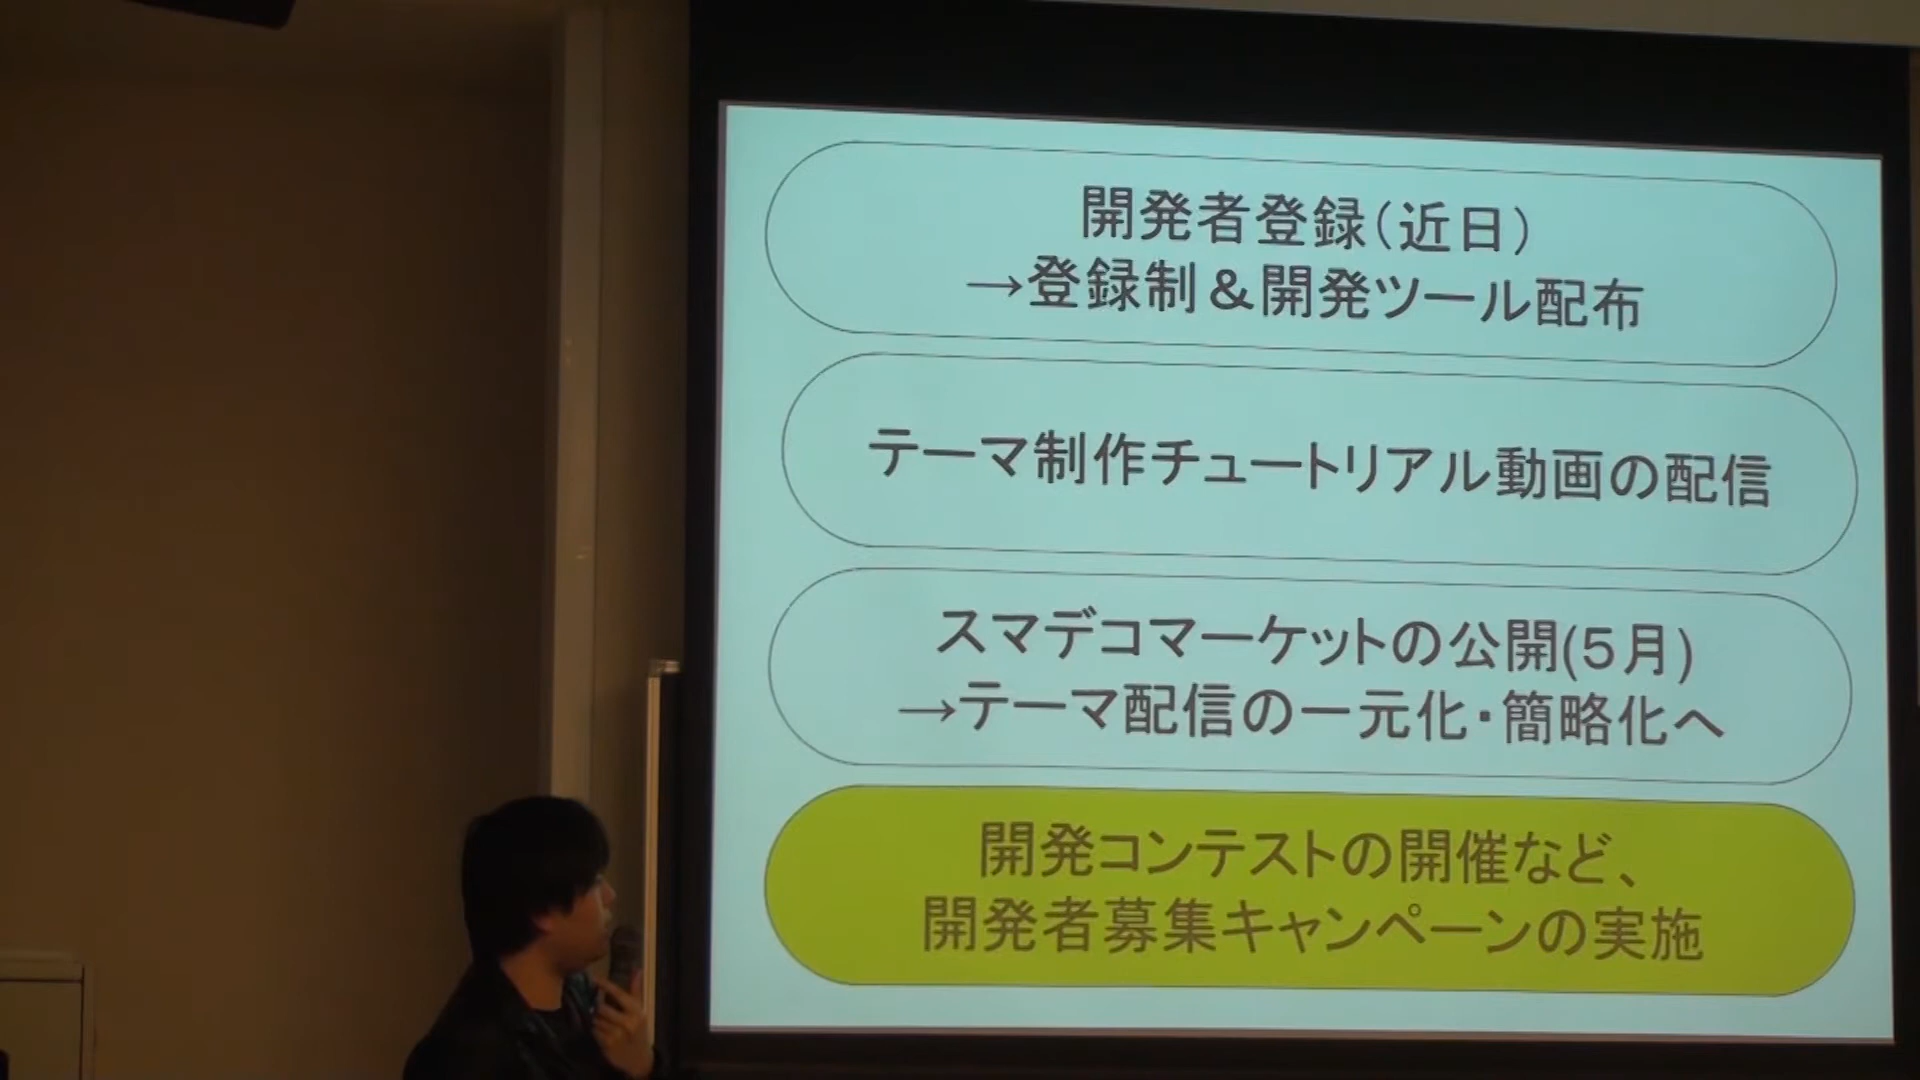 開発者登録(近日)
→登録制＆開発ツール配布
テーマ制作チュートリアル動画の配信
スマデコマーケットの公開(5月)
→テーマ配信の一元化・簡略化へ
開発コンテストの開催など、
開発者募集キャンペーンの実施